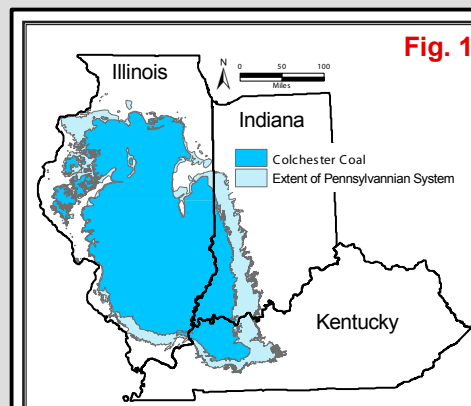 Fig. 1
Illinois
N
0 50 100
Miles
Indiana
Colchester Coal
Extent of Pennsylvannian System
Kentucky